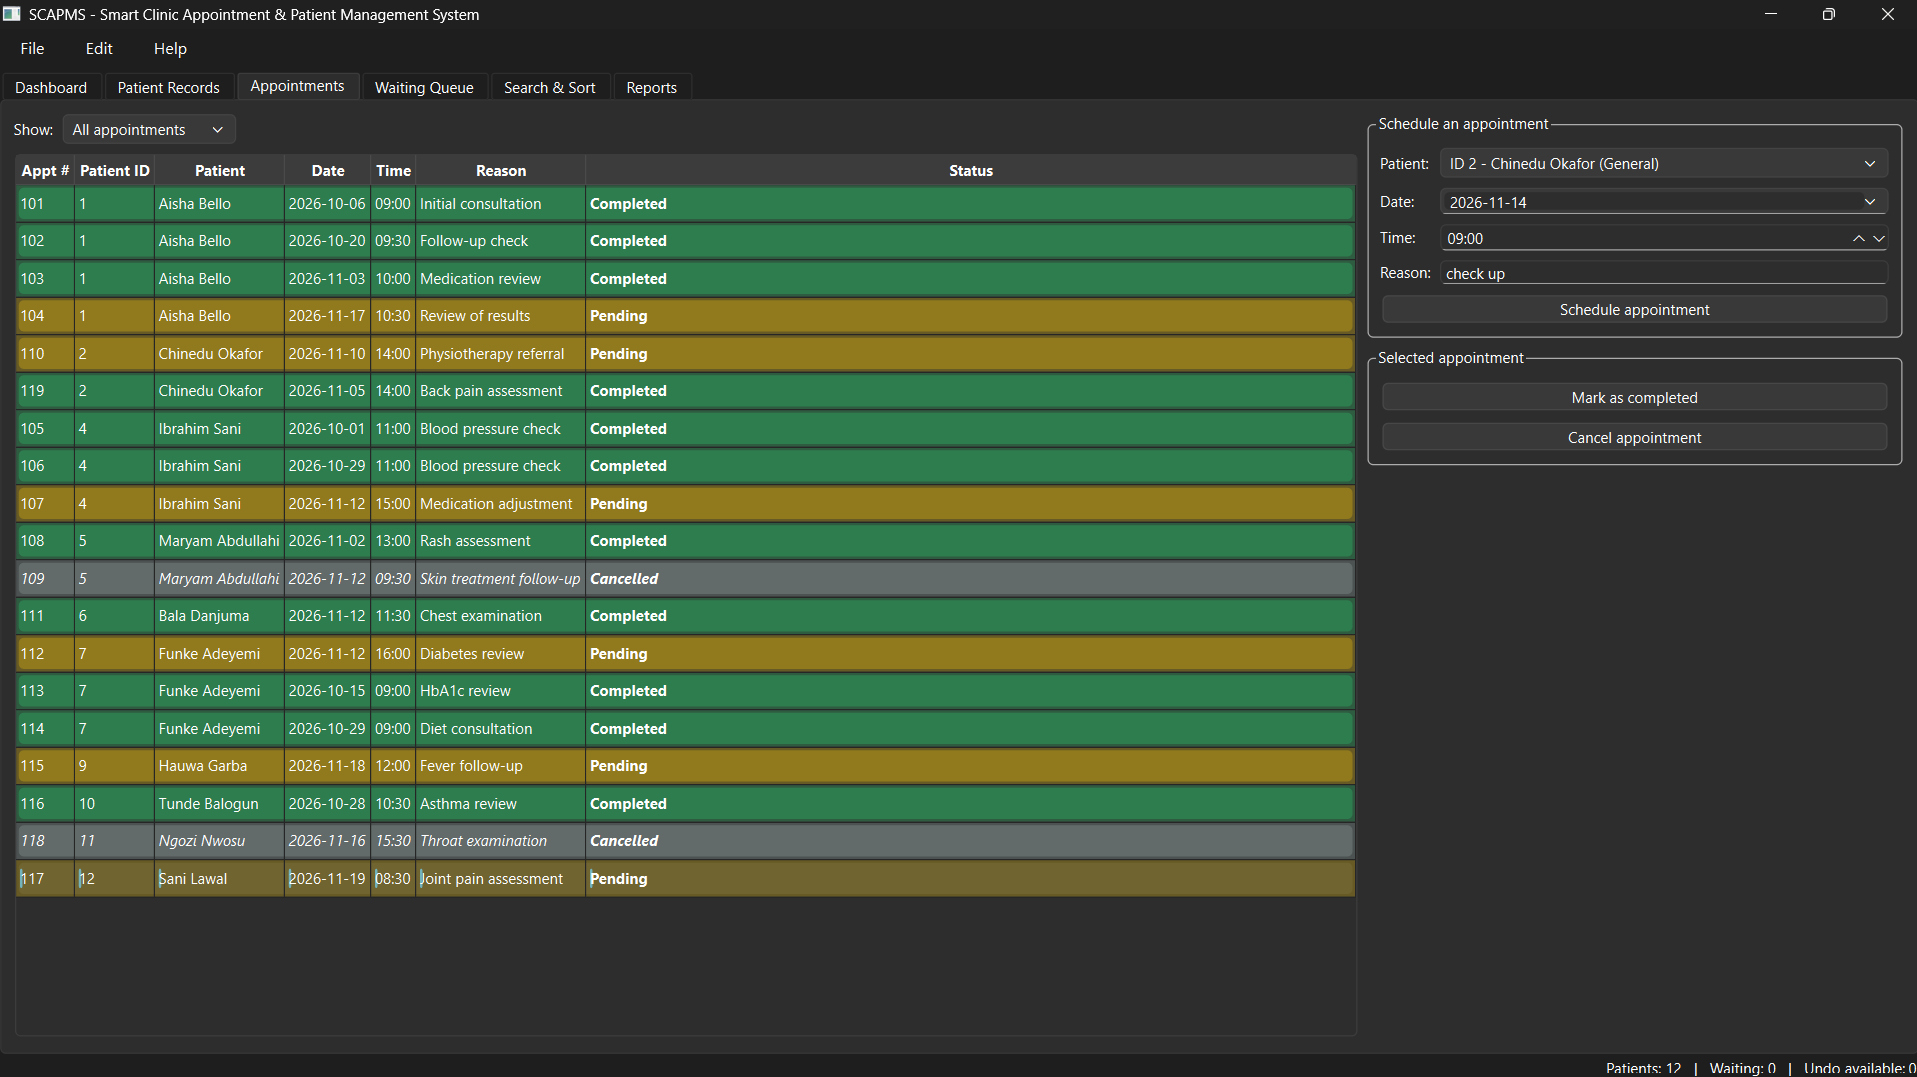 SCAPMS - Smart Clinic Appointment & Patient Management System
File Edit Help
Dashboard Patient Records Appointments Waiting Queue Search & Sort Reports
Show: All appointments
Appt # Patient ID Patient Date Time Reason Status
101 1 Aisha Bello 2026-10-06 09:00 Initial consultation Completed
102 1 Aisha Bello 2026-10-20 09:30 Follow-up check Completed
103 1 Aisha Bello 2026-11-03 10:00 Medication review Completed
104 1 Aisha Bello 2026-11-17 10:30 Review of results Pending
110 2 Chinedu Okafor 2026-11-10 14:00 Physiotherapy referral Pending
119 2 Chinedu Okafor 2026-11-05 14:00 Back pain assessment Completed
105 4 Ibrahim Sani 2026-10-01 11:00 Blood pressure check Completed
106 4 Ibrahim Sani 2026-10-29 11:00 Blood pressure check Completed
107 4 Ibrahim Sani 2026-11-12 15:00 Medication adjustment Pending
108 5 Maryam Abdullahi 2026-11-02 13:00 Rash assessment Completed
109 5 Maryam Abdullahi 2026-11-12 09:30 Skin treatment follow-up Cancelled
111 6 Bala Danjuma 2026-11-12 11:30 Chest examination Completed
112 7 Funke Adeyemi 2026-11-12 16:00 Diabetes review Pending
113 7 Funke Adeyemi 2026-10-15 09:00 HbA1c review Completed
114 7 Funke Adeyemi 2026-10-29 09:00 Diet consultation Completed
115 9 Hauwa Garba 2026-11-18 12:00 Fever follow-up Pending
116 10 Tunde Balogun 2026-10-28 10:30 Asthma review Completed
118 11 Ngozi Nwosu 2026-11-16 15:30 Throat examination Cancelled
117 12 Sani Lawal 2026-11-19 08:30 Joint pain assessment Pending
Schedule an appointment
Patient: ID 2 - Chinedu Okafor (General)
Date: 2026-11-14
Time: 09:00
Reason: check up
Schedule appointment
Selected appointment
Mark as completed
Cancel appointment
Patients: 12 | Waiting: 0 | Undo available: 0